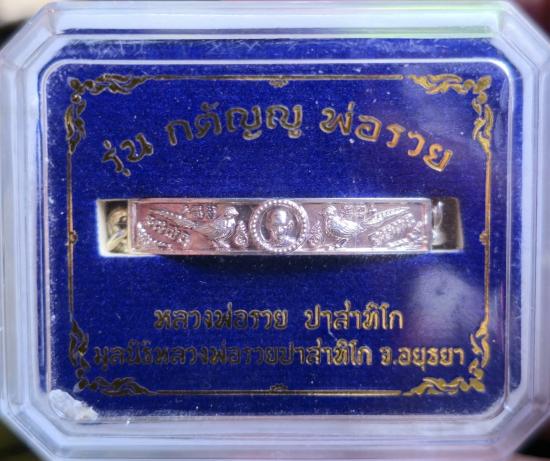 รุ่น กตัญญู พ่อรวย
หลวงพ่อรวย ปาสาทิโก
มูลนิธิหลวงพ่อรวยปาสาทิโก จ.อยุธยา